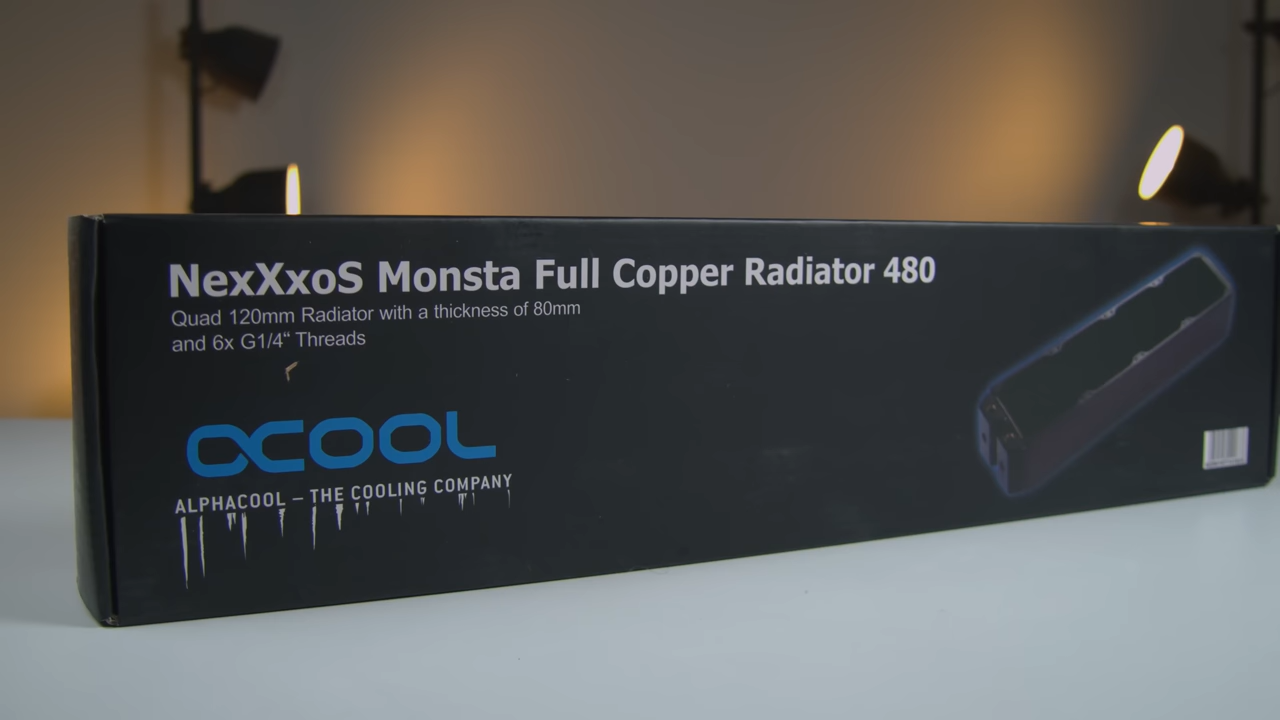 NexXxoS Monsta Full Copper Radiator 480
Quad 120mm Radiator with a thickness of 80mm
and 6x G1/4“ Threads
αCOOL
ALPHACOOL – THE COOLING COMPANY